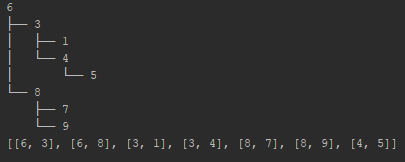 6
├── 3
│   ├── 1
│   └── 4
│       └── 5
└── 8
    ├── 7
    └── 9
[[6, 3], [6, 8], [3, 1], [3, 4], [8, 7], [8, 9], [4, 5]]